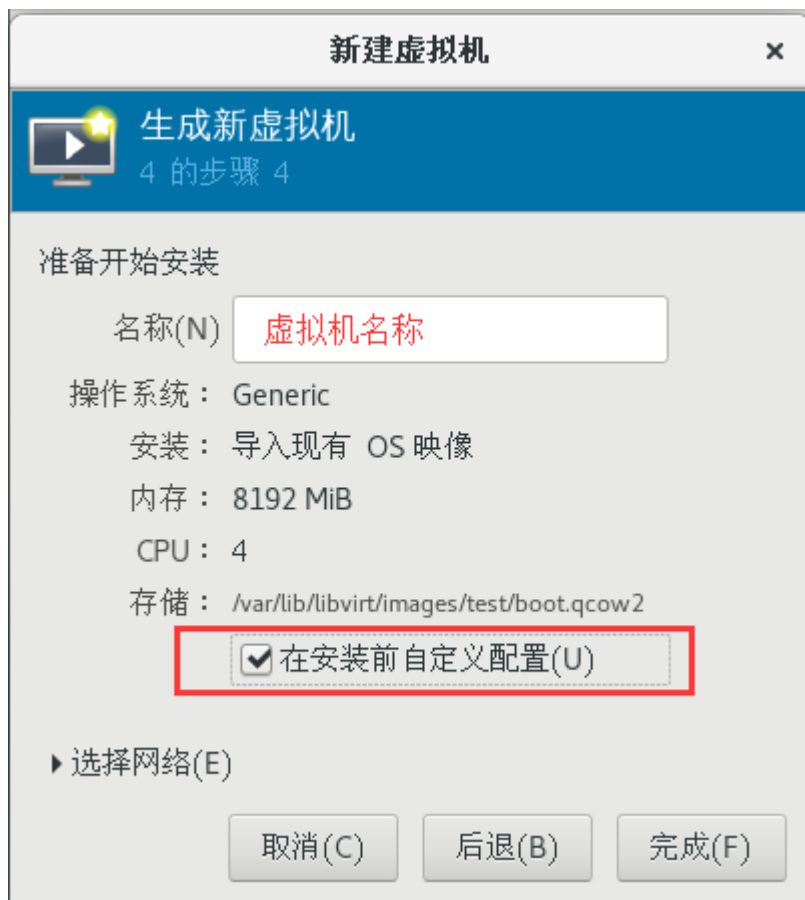 新建虚拟机 ×
生成新虚拟机
4 的步骤 4
准备开始安装
名称(N) 虚拟机名称
操作系统： Generic
安装： 导入现有 OS 映像
内存： 8192 MiB
CPU： 4
存储： /var/lib/libvirt/images/test/boot.qcow2
在安装前自定义配置(U)
选择网络(E)
取消(C) 后退(B) 完成(F)